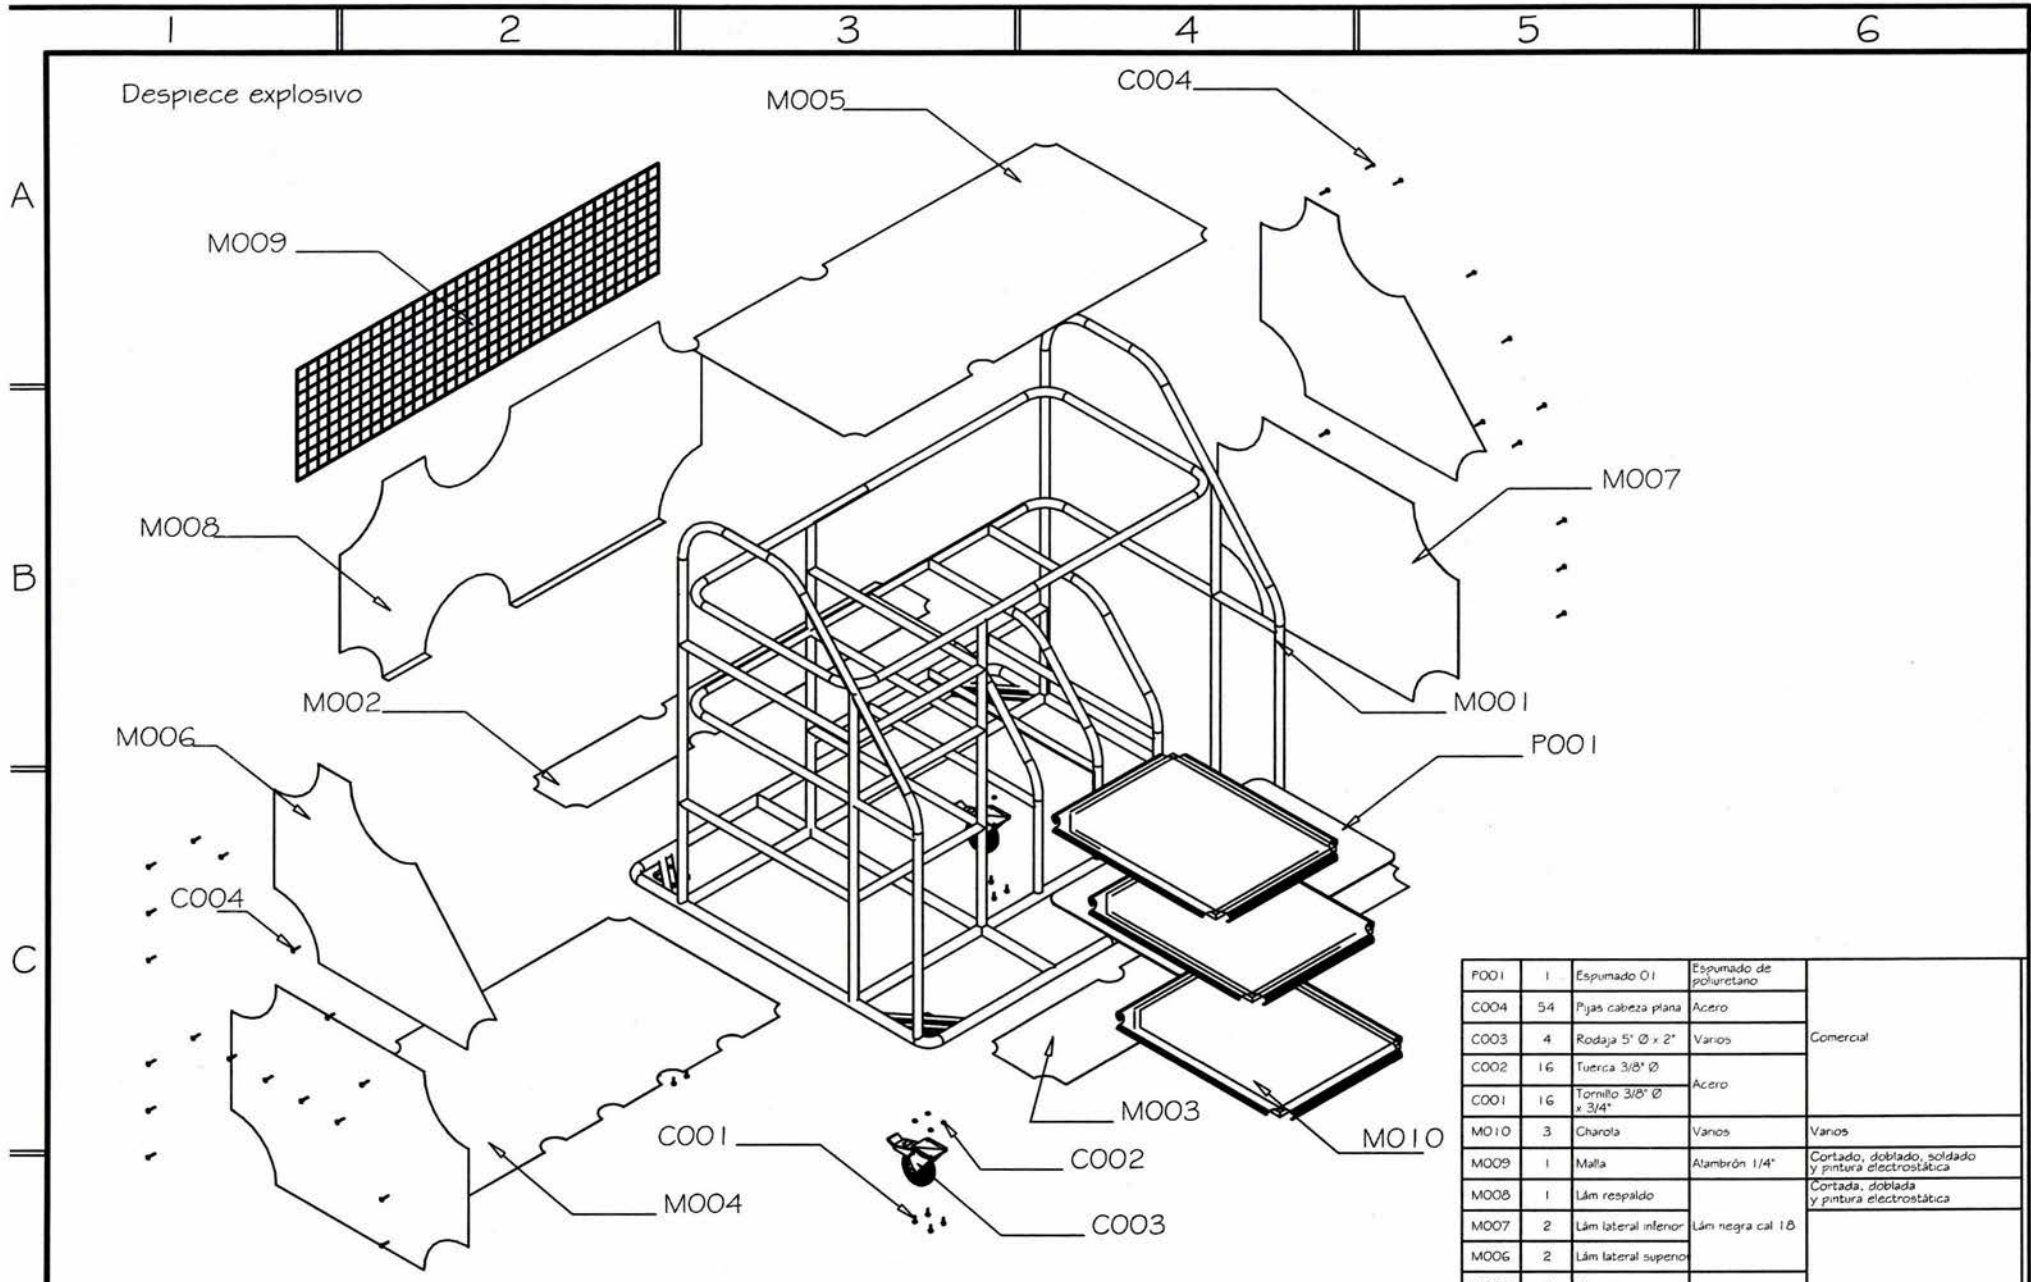 1 2 3 4 5 6
Despiece explosivo
A
B
C
M005
C004
M009
M008
M007
M002
M001
M006
P001
C004
M003
M010
C001
C002
M004
C003
P001 1 Espumado 01 Espumado de poliuretano
C004 54 Pijas cabeza plana Acero
C003 4 Rodaja 5" Ø x 2" Varios Comercial
C002 16 Tuerca 3/8" Ø Acero
C001 16 Tornillo 3/8" Ø x 3/4"
M010 3 Charola Varios Varios
M009 1 Malla Alambrón 1/4" Cortado, doblado, soldado y pintura electrostática
M008 1 Lám respaldo Cortada, doblada y pintura electrostática
M007 2 Lám lateral inferior Lám negra cal 18
M006 2 Lám lateral superior